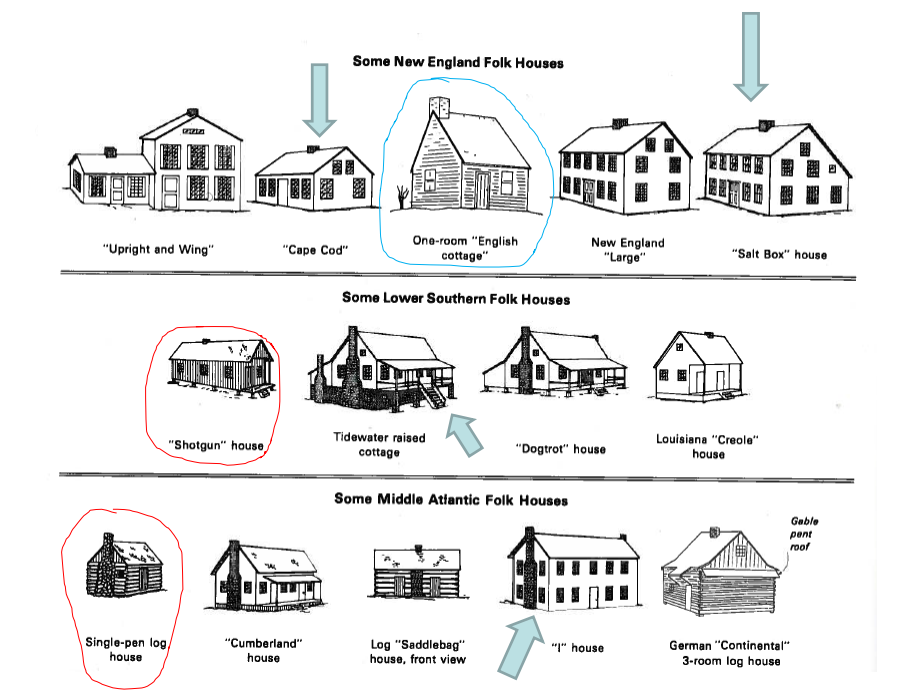 Some New England Folk Houses
"Upright and Wing"
"Cape Cod"
One-room "English
cottage"
New England
"Large"
"Salt Box" house
Some Lower Southern Folk Houses
"Shotgun" house
Tidewater raised
cottage
"Dogtrot" house
Louisiana "Creole"
house
Some Middle Atlantic Folk Houses
Gable
pent
roof
Single-pen log
house
"Cumberland"
house
Log "Saddlebag"
house, front view
"I" house
German "Continental"
3-room log house